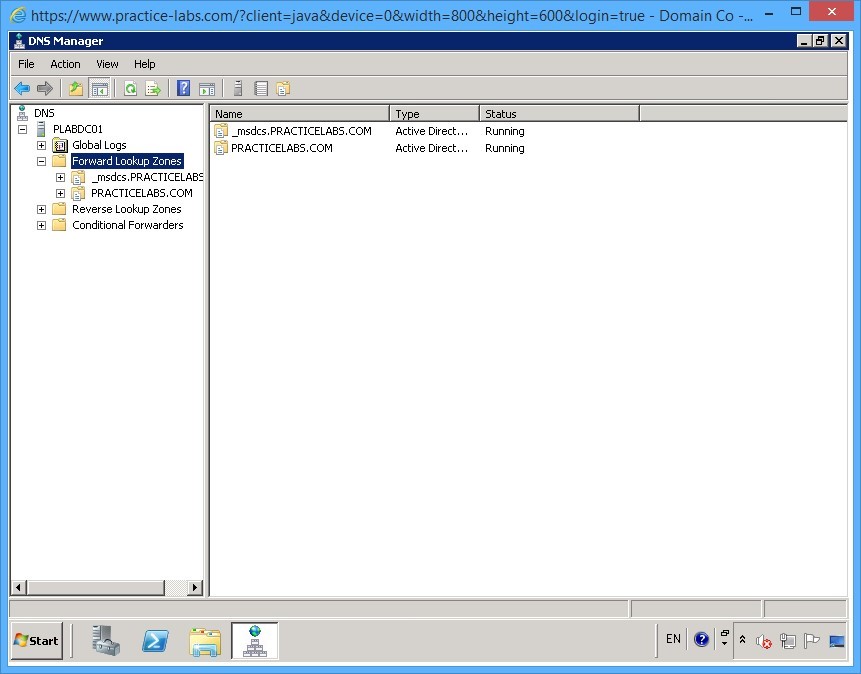 https://www.practice-labs.com/?client=java&device=0&width=800&height=600&login=true - Domain Co -...
DNS Manager
File Action View Help
DNS
PLABDC01
Global Logs
Forward Lookup Zones
_msdcs.PRACTICELABS
PRACTICELABS.COM
Reverse Lookup Zones
Conditional Forwarders
Name Type Status
_msdcs.PRACTICELABS.COM Active Direct... Running
PRACTICELABS.COM Active Direct... Running
Start
EN